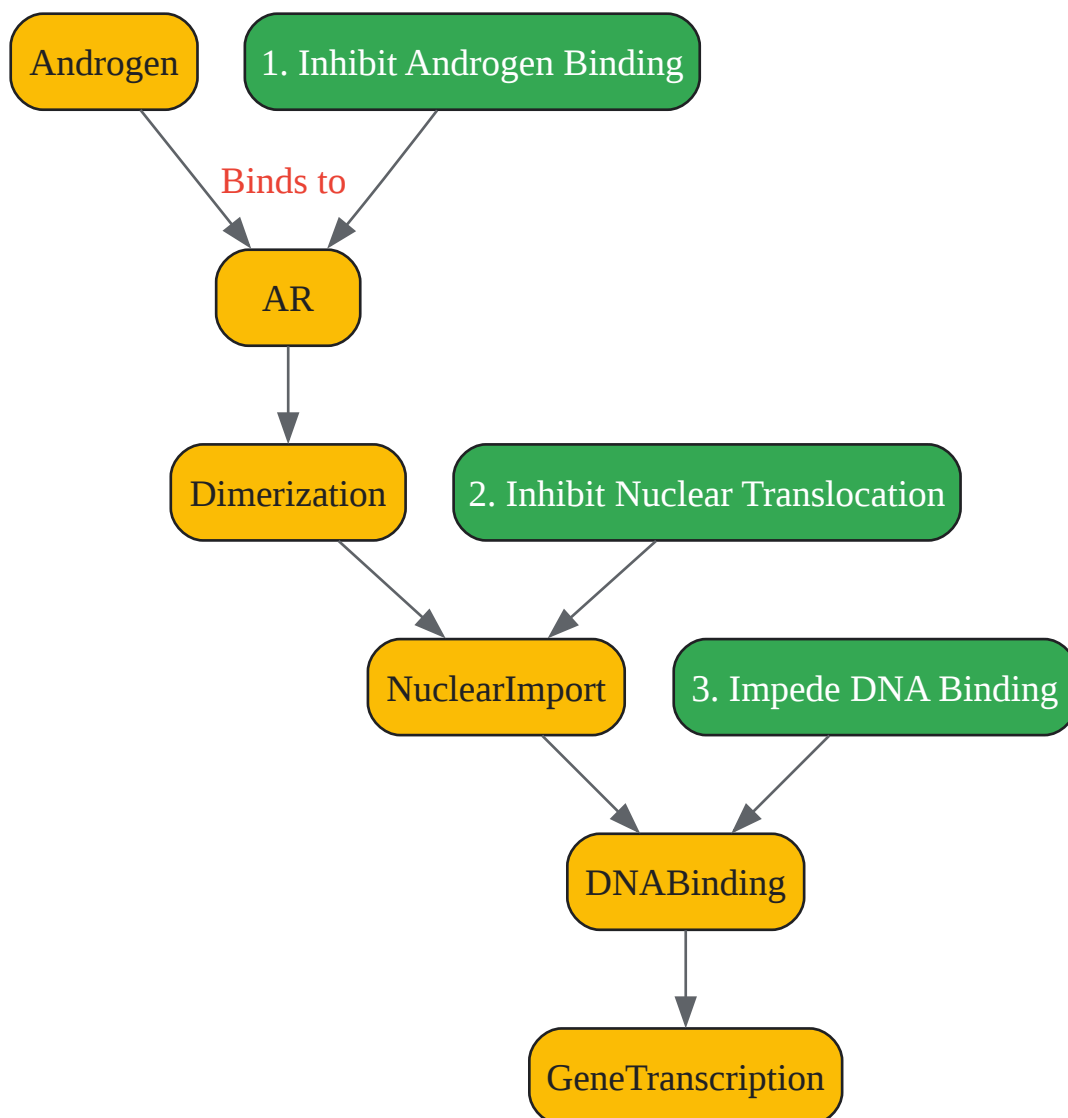 Androgen
1. Inhibit Androgen Binding
Binds to
AR
Dimerization
2. Inhibit Nuclear Translocation
NuclearImport
3. Impede DNA Binding
DNABinding
GeneTranscription